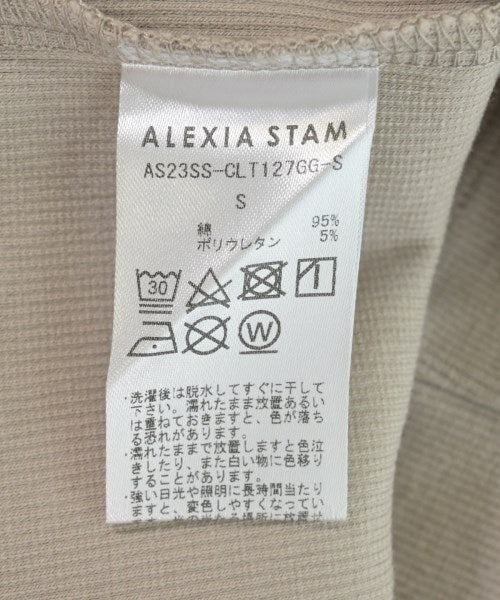 ALEXIA STAM
AS23SS-CLT127GG-S
S
綿 95%
ポリウレタン 5%
30
W
・洗濯後は脱水してすぐに干して
下さい。濡れたまま放置あるい
は重ねておきますと、色が落ち
る恐れがあります。
・濡れたままで放置しますと色泣
きしたり、また白い物に色移り
することがあります。
・強い日光や照明に長時間当たり
ますと、変色しやすくなってい